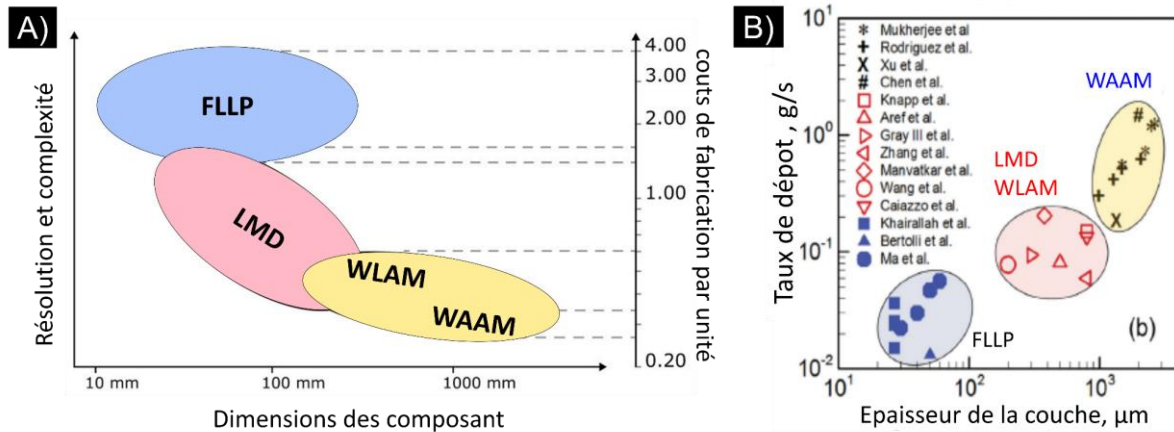 A)
Résolution et complexité
FLLP
LMD
WLAM
WAAM
4.00
3.00
2.00
1.00
0.20
couts de fabrication par unité
10 mm
100 mm
1000 mm
Dimensions des composant
B)
Taux de dépot , g/s
10¹
10⁰
10⁻¹
10⁻²
Mukherjee et al
Rodriguez et al.
Xu et al.
Chen et al.
Knapp et al.
Aref et al.
Gray III et al.
Zhang et al.
Manvatkar et al.
Wang et al.
Caiazzo et al.
Khairallah et al.
Bertolli et al.
Ma et al.
WAAM
LMD
WLAM
FLLP
(b)
10¹
10²
10³
Epaisseur de la couche, µm